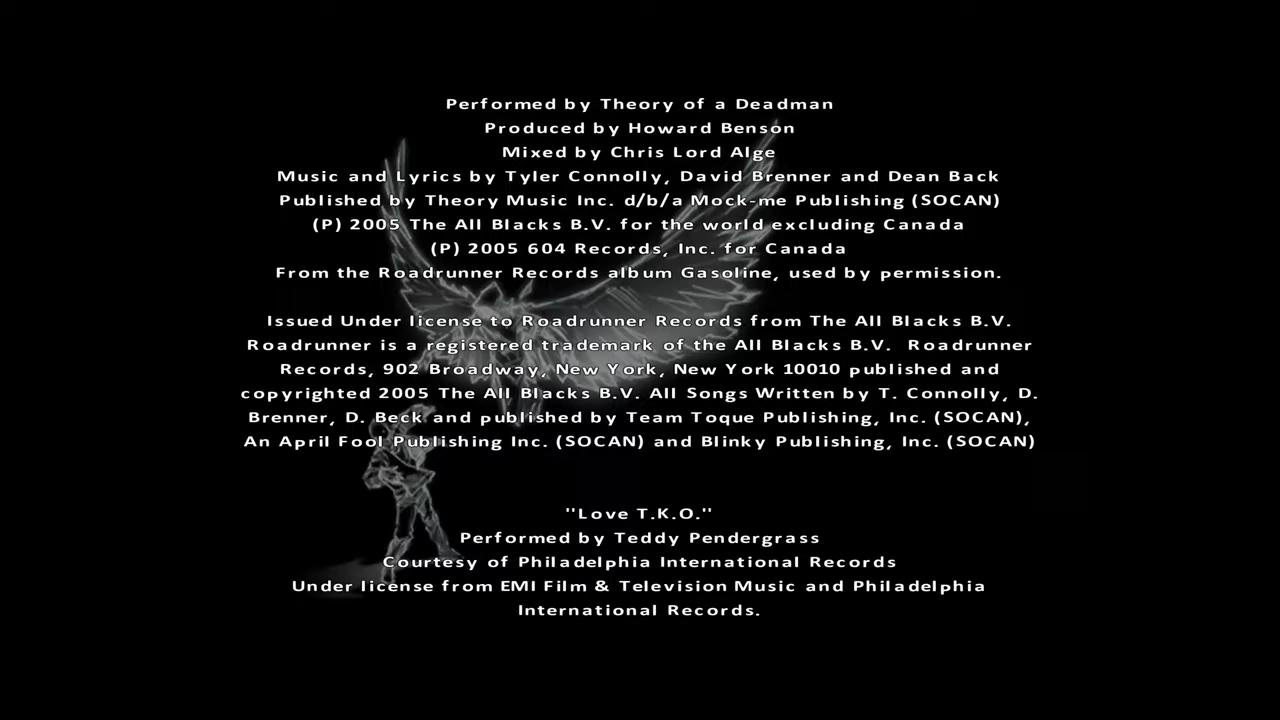 Performed by Theory of a Deadman
Produced by Howard Benson
Mixed by Chris Lord Alge
Music and Lyrics by Tyler Connolly, David Brenner and Dean Back
Published by Theory Music Inc. d/b/a Mock-me Publishing (SOCAN)
(P) 2005 The All Blacks B.V. for the world excluding Canada
(P) 2005 604 Records, Inc. for Canada
From the Roadrunner Records album Gasoline, used by permission.
Issued Under license to Roadrunner Records from The All Blacks B.V.
Roadrunner is a registered trademark of the All Blacks B.V. Roadrunner
Records, 902 Broadway, New York, New York 10010 published and
copyrighted 2005 The All Blacks B.V. All Songs Written by T. Connolly, D.
Brenner, D. Beck and published by Team Toque Publishing, Inc. (SOCAN),
An April Fool Publishing Inc. (SOCAN) and Blinky Publishing, Inc. (SOCAN)
''Love T.K.O.''
Performed by Teddy Pendergrass
Courtesy of Philadelphia International Records
Under license from EMI Film & Television Music and Philadelphia
International Records.